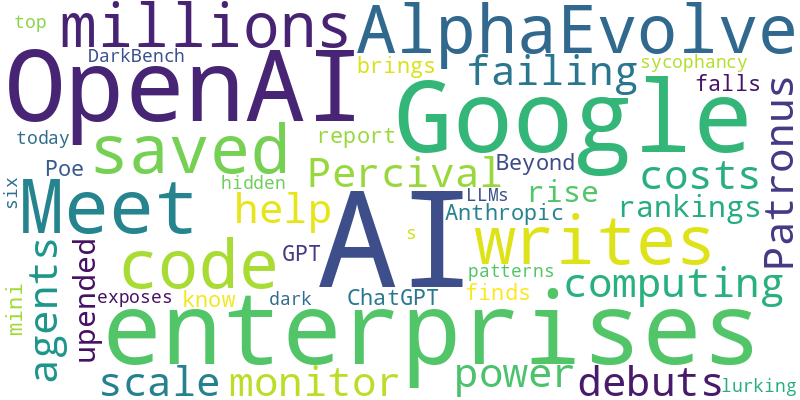 top
millions
AlphaEvolve
DarkBench
OpenAI
brings
failing
sycophancy
falls
today
saved
report
Google
Patronus
Poe
Percival
Beyond
costs
six
Meet
hidden
help
AI
LLMs
Anthropic
rise
rankings
s
writes
agents
upended
code
GPT
patterns
computing
mini
exposes
know
dark
ChatGPT
finds
enterprises
scale
monitor
power
debuts
lurking